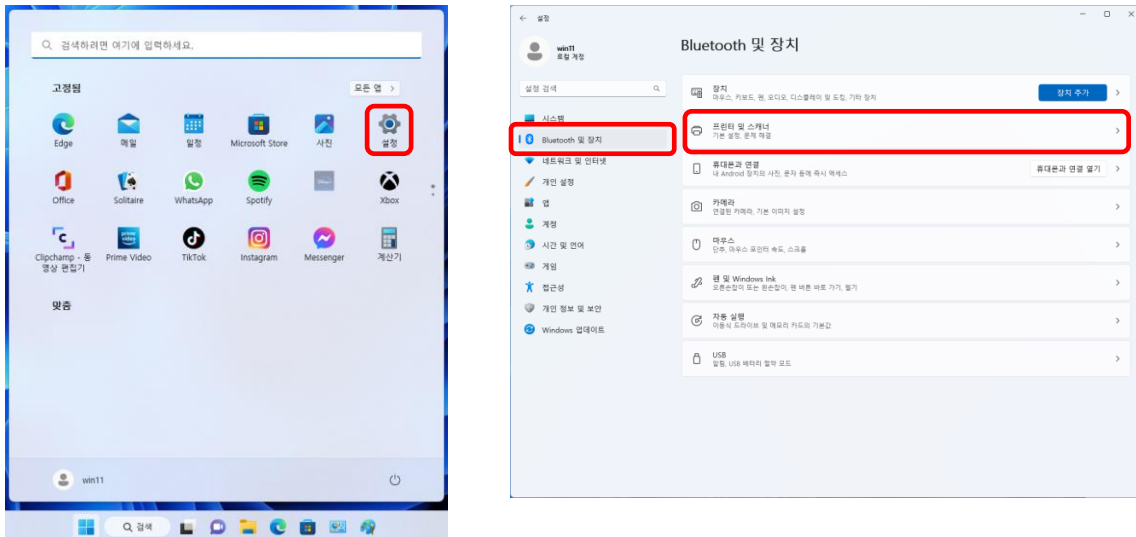 검색하려면 여기에 입력하세요.
고정됨
모든 앱 >
Edge
메일
일정
Microsoft Store
사진
설정
Office
Solitaire
WhatsApp
Spotify
Xbox
Clipchamp - 동
영상 편집기
Prime Video
TikTok
Instagram
Messenger
계산기
맞춤
win11
검색
← 설정
win11
로컬 계정
설정 검색
시스템
Bluetooth 및 장치
네트워크 및 인터넷
개인 설정
앱
계정
시간 및 언어
게임
접근성
개인 정보 및 보안
Windows 업데이트
Bluetooth 및 장치
장치
마우스, 키보드, 펜, 오디오, 디스플레이 및 도킹, 기타 장치
장치 추가
프린터 및 스캐너
기본 설정, 문제 해결
휴대폰과 연결
내 Android 장치의 사진, 문자 등에 즉시 액세스
휴대폰과 연결 열기
카메라
연결된 카메라, 기본 이미지 설정
마우스
단추, 마우스 포인터 속도, 스크롤
펜 및 Windows Ink
오른손잡이 또는 왼손잡이, 펜 버튼 바로 가기, 필기
자동 실행
이동식 드라이브 및 메모리 카드의 기본값
USB
알림, USB 배터리 절약 모드